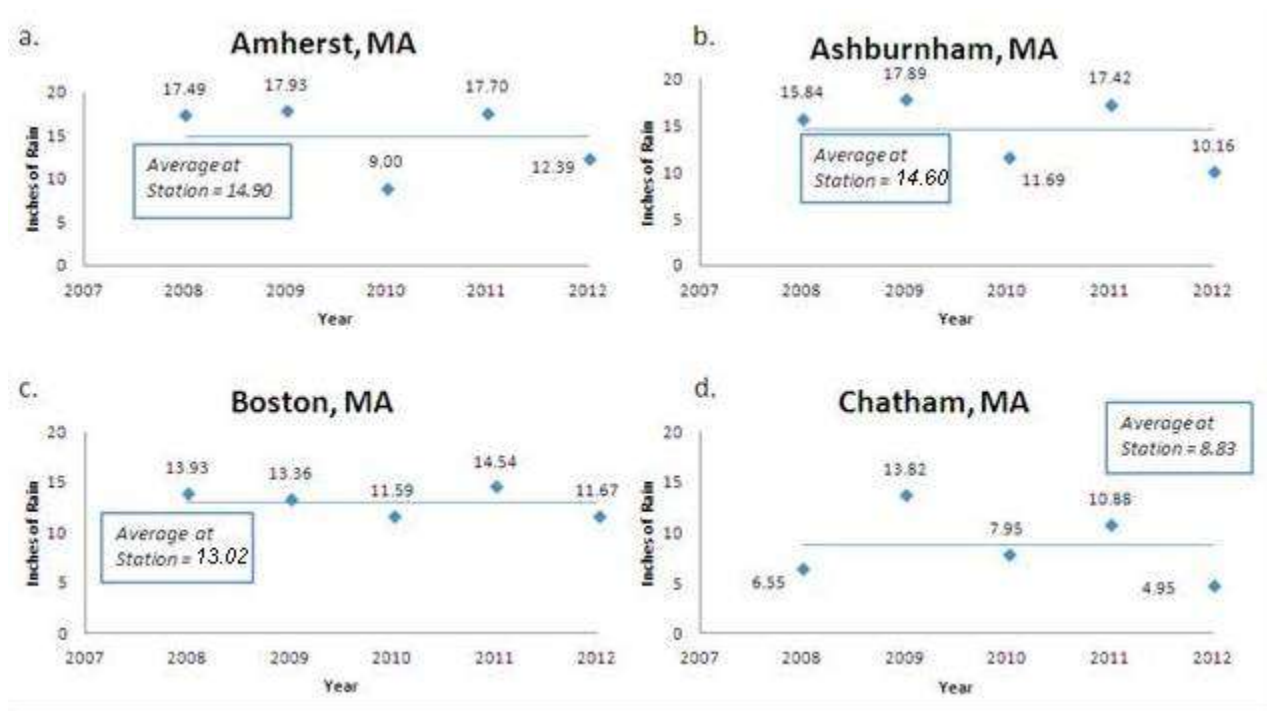 a.
Amherst, MA
Inches of Rain
20
15
10
5
0
17.49
17.93
9.00
17.70
12.39
Average at
Station = 14.90
2007 2008 2009 2010 2011 2012
Year
b.
Ashburnham, MA
Inches of Rain
20
15
10
5
0
15.84
17.89
11.69
17.42
10.16
Average at
Station = 14.60
2007 2008 2009 2010 2011 2012
Year
c.
Boston, MA
Inches of Rain
20
15
10
5
0
13.93
13.36
11.59
14.54
11.67
Average at
Station = 13.02
2007 2008 2009 2010 2011 2012
Year
d.
Chatham, MA
Average at
Station = 8.83
Inches of Rain
20
15
10
5
0
6.55
13.82
7.95
10.88
4.95
2007 2008 2009 2010 2011 2012
Year